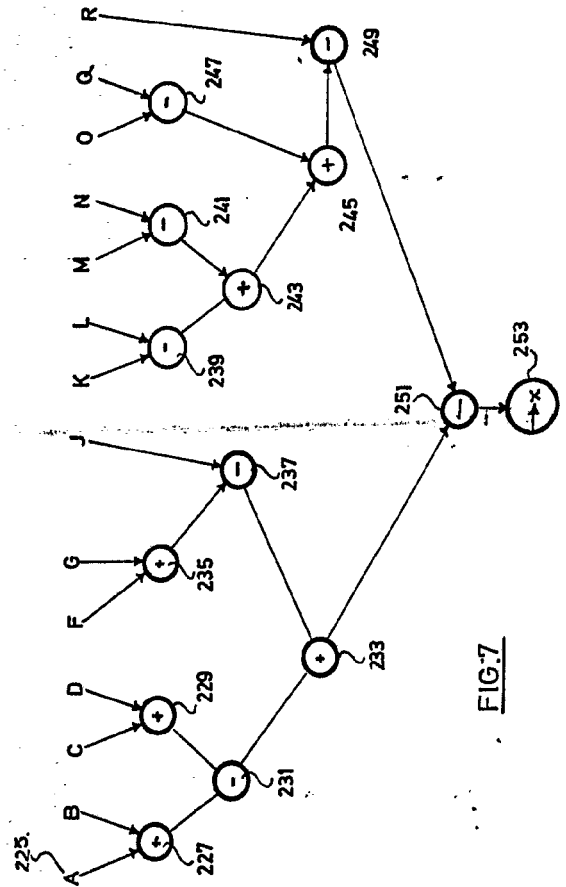 225.
A B C D F G J K L M N O Q R
+ + + - -  -
227 229 235 239 241 247
- - +
231 237 243
+ + -
233 245 249
-
251
x
253
FIG:7